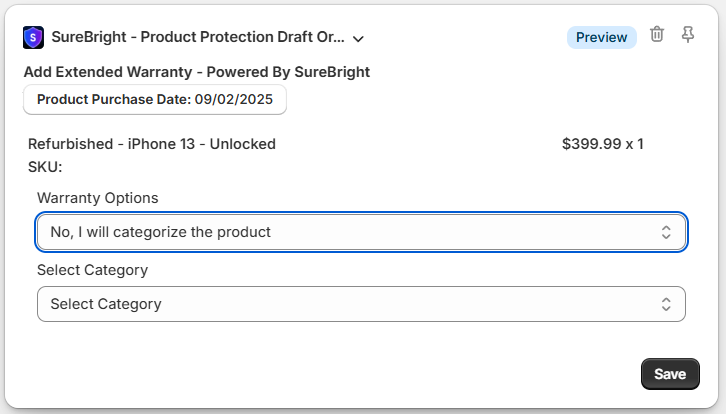 SureBright - Product Protection Draft Or...
Preview
Add Extended Warranty - Powered By SureBright
Product Purchase Date: 09/02/2025
Refurbished - iPhone 13 - Unlocked $399.99 x 1
SKU:
Warranty Options
No, I will categorize the product
Select Category
Select Category
Save